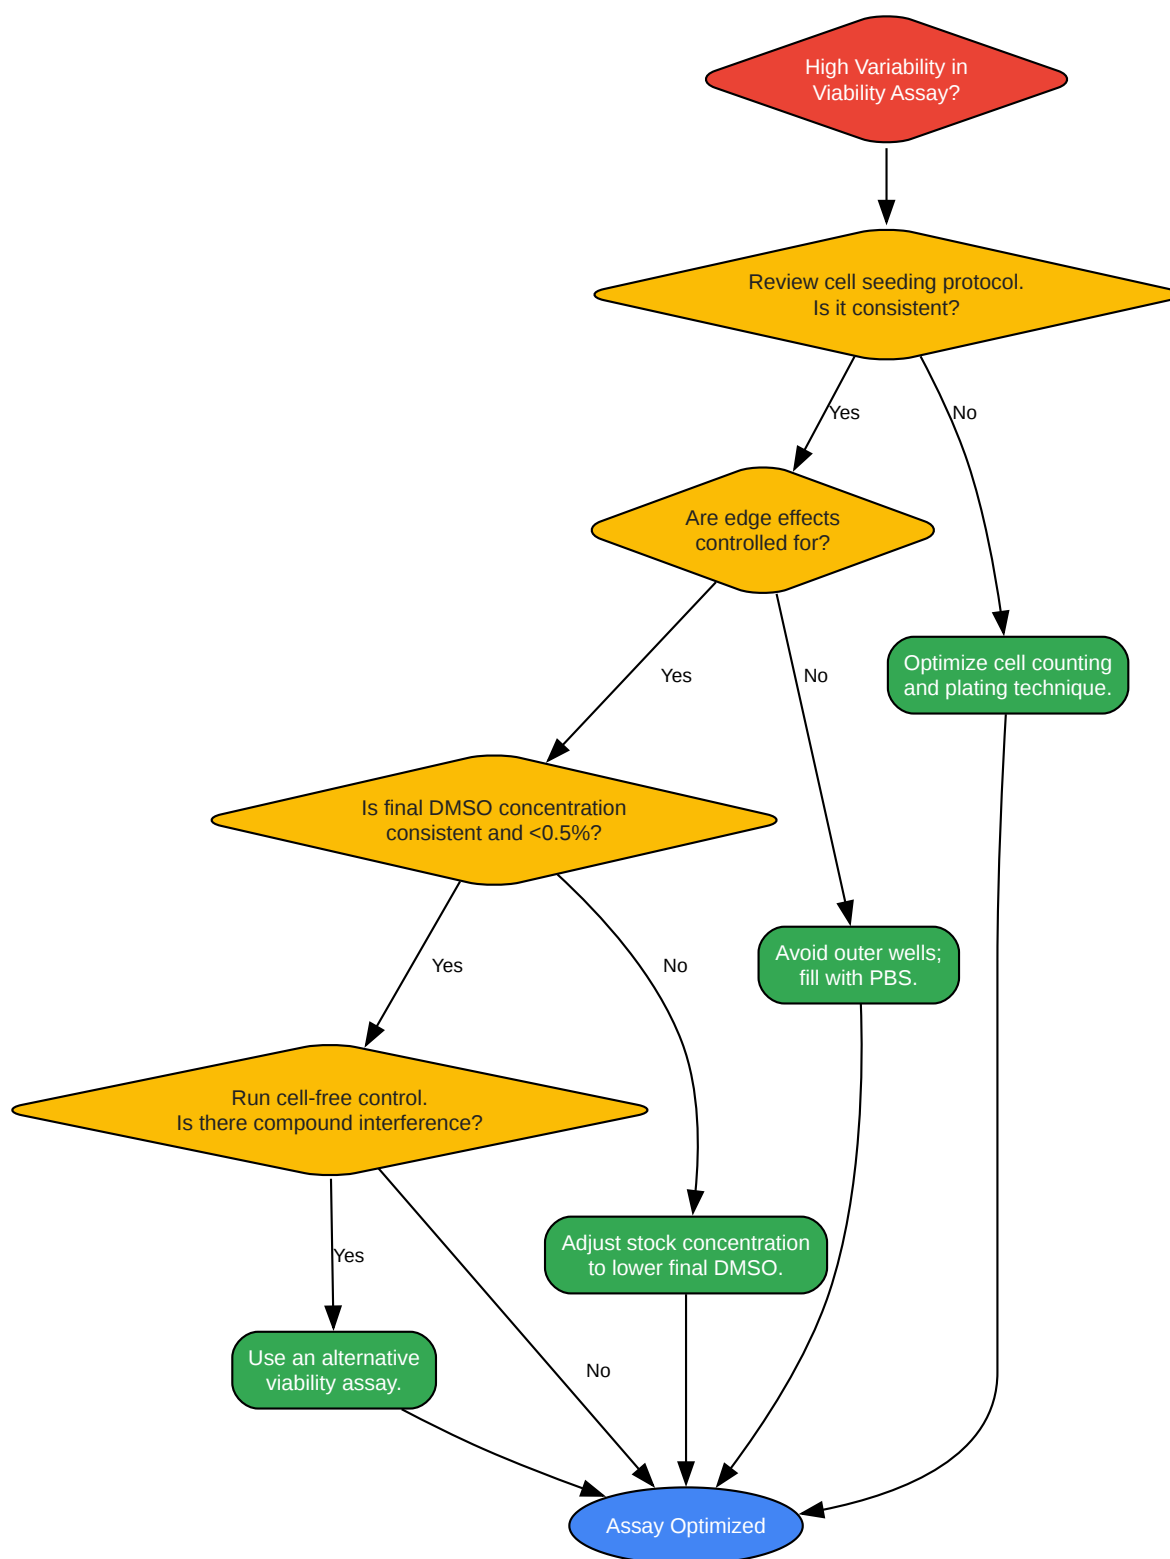 High Variability in
Viability Assay?
Review cell seeding protocol.
Is it consistent?
Yes
No
Are edge effects
controlled for?
Optimize cell counting
and plating technique.
Yes
No
Is final DMSO concentration
consistent and <0.5%?
Avoid outer wells;
fill with PBS.
Yes
No
Run cell-free control.
Is there compound interference?
Adjust stock concentration
to lower final DMSO.
Yes
Use an alternative
viability assay.
No
Assay Optimized